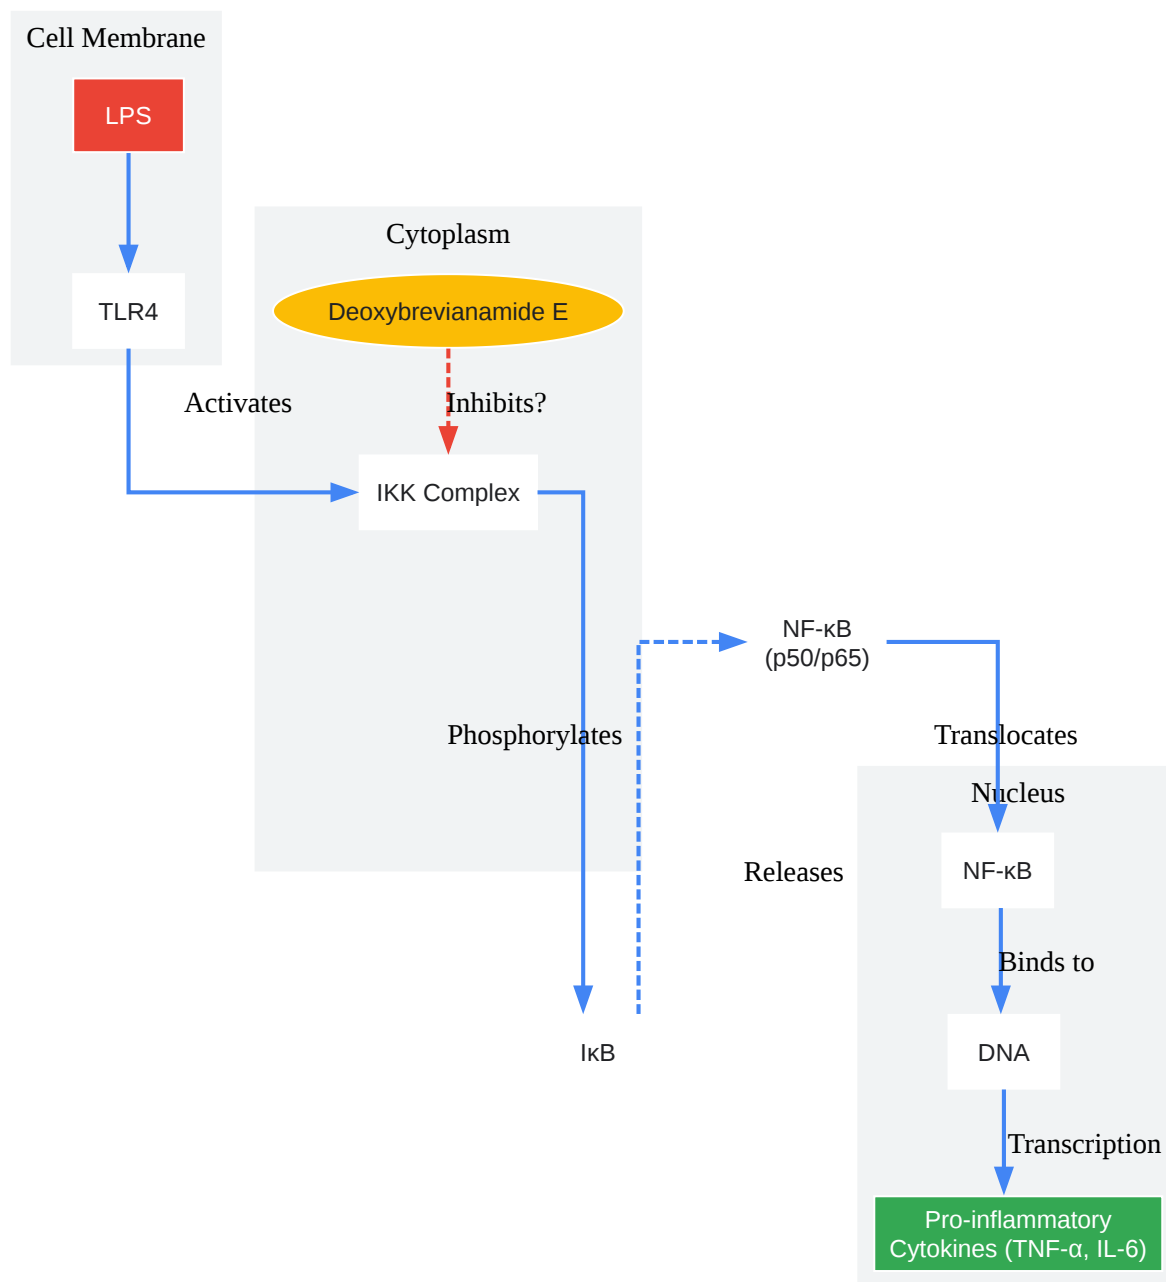 Cell Membrane
LPS
TLR4
Activates
Cytoplasm
Deoxybrevianamide E
Inhibits?
IKK Complex
Phosphorylates
IκB
Releases
NF-κB
(p50/p65)
Translocates
Nucleus
NF-κB
Binds to
DNA
Transcription
Pro-inflammatory
Cytokines (TNF-α, IL-6)